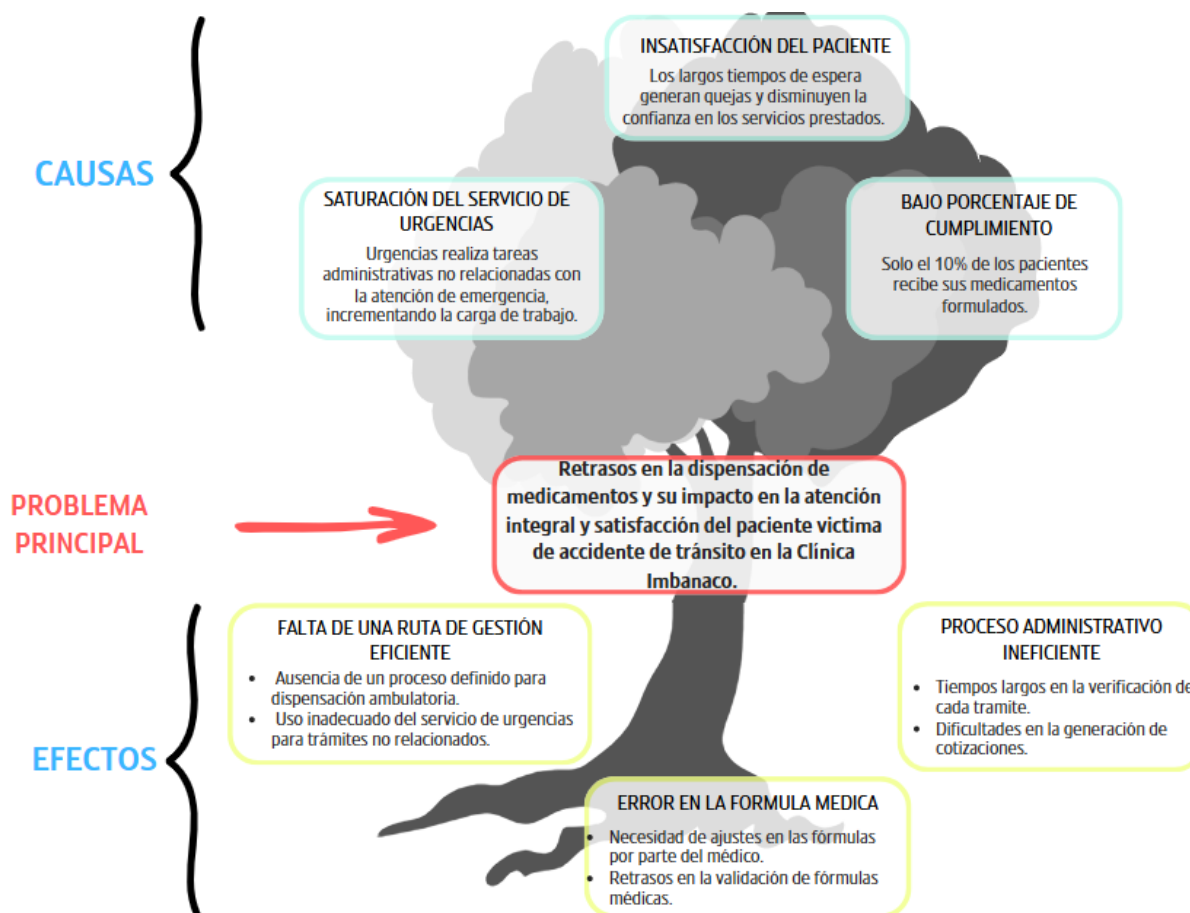 CAUSAS
INSATISFACCIÓN DEL PACIENTE
Los largos tiempos de espera
generan quejas y disminuyen la
confianza en los servicios prestados.
SATURACIÓN DEL SERVICIO DE
URGENCIAS
Urgencias realiza tareas
administrativas no relacionadas con
la atención de emergencia,
incrementando la carga de trabajo.
BAJO PORCENTAJE DE
CUMPLIMIENTO
Solo el 10% de los pacientes
recibe sus medicamentos
formulados.
PROBLEMA
PRINCIPAL
Retrasos en la dispensación de
medicamentos y su impacto en la atención
integral y satisfacción del paciente victima
de accidente de tránsito en la Clínica
Imbanaco.
EFECTOS
FALTA DE UNA RUTA DE GESTIÓN
EFICIENTE
• Ausencia de un proceso definido para
dispensación ambulatoria.
• Uso inadecuado del servicio de urgencias
para trámites no relacionados.
PROCESO ADMINISTRATIVO
INEFICIENTE
• Tiempos largos en la verificación de
cada tramite.
• Dificultades en la generación de
cotizaciones.
ERROR EN LA FORMULA MEDICA
• Necesidad de ajustes en las fórmulas
por parte del médico.
• Retrasos en la validación de fórmulas
médicas.